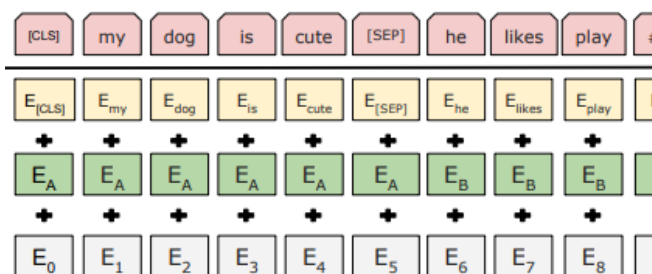 [CLS] my dog is cute [SEP] he likes play
E[CLS] Emy Edog Eis Ecute E[SEP] Ehe Elikes Eplay
+ + + + + + + + +
EA EA EA EA EA EA EB EB EB
+ + + + + + + + +
E0 E1 E2 E3 E4 E5 E6 E7 E8